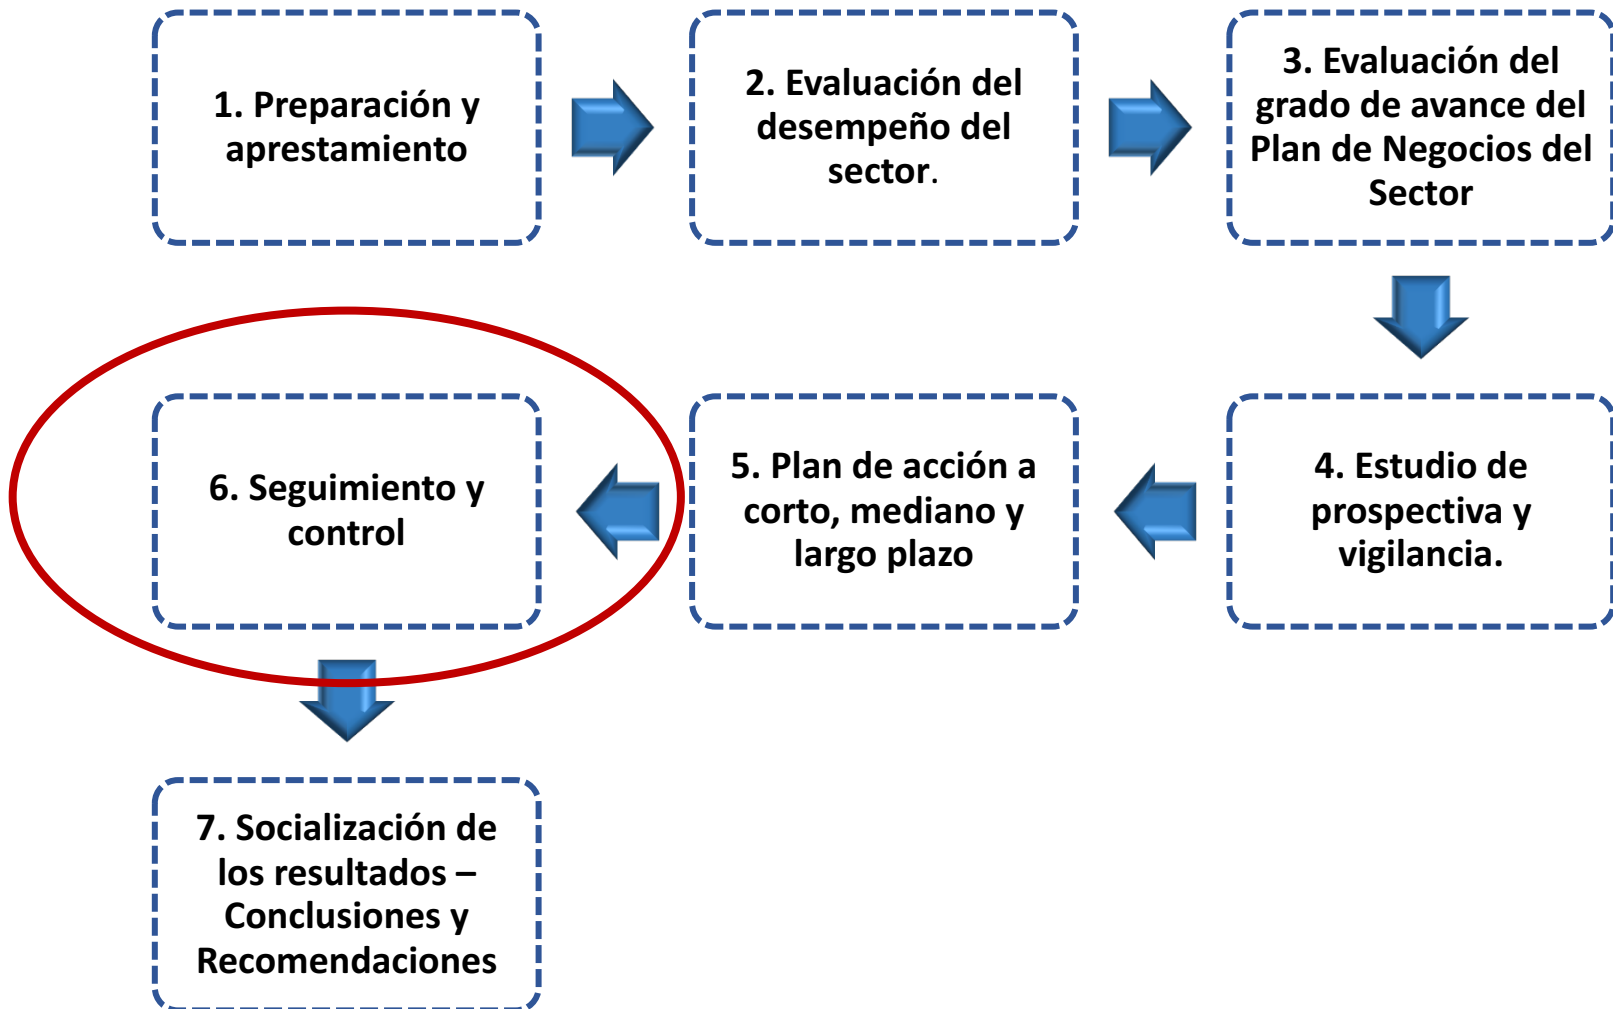 1. Preparación y
aprestamiento
2. Evaluación del
desempeño del
sector.
3. Evaluación del
grado de avance del
Plan de Negocios del
Sector
4. Estudio de
prospectiva y
vigilancia.
5. Plan de acción a
corto, mediano y
largo plazo
6. Seguimiento y
control
7. Socialización de
los resultados –
Conclusiones y
Recomendaciones